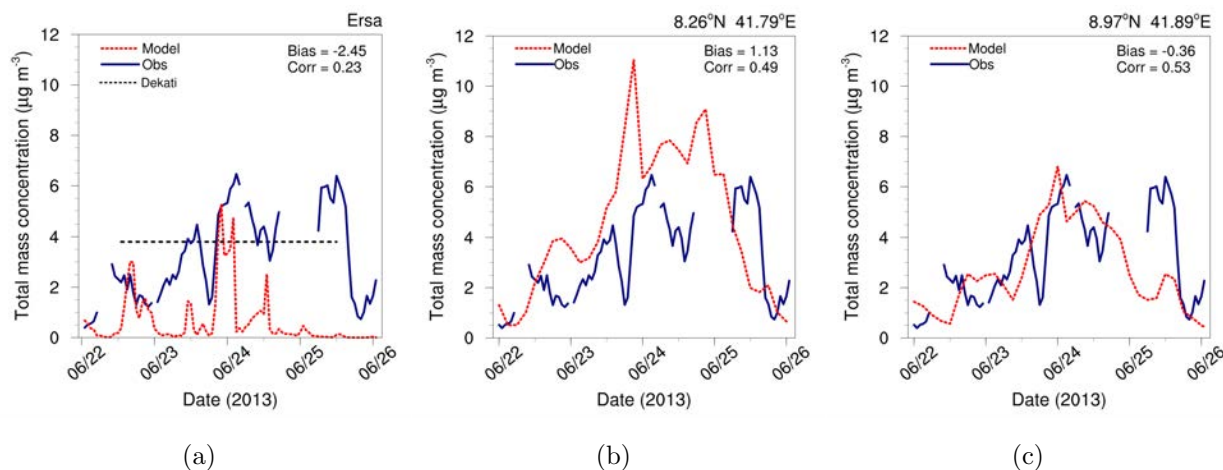 Ersa
Total mass concentration (µg m⁻³)
12
10
8
6
4
2
0
Model
Obs
Dekati
Bias = -2.45
Corr = 0.23
06/22
06/23
06/24
06/25
06/26
Date (2013)
(a)
8.26°N 41.79°E
Total mass concentration (µg m⁻³)
12
10
8
6
4
2
0
Model
Obs
Bias = 1.13
Corr = 0.49
06/22
06/23
06/24
06/25
06/26
Date (2013)
(b)
8.97°N 41.89°E
Total mass concentration (µg m⁻³)
12
10
8
6
4
2
0
Model
Obs
Bias = -0.36
Corr = 0.53
06/22
06/23
06/24
06/25
06/26
Date (2013)
(c)